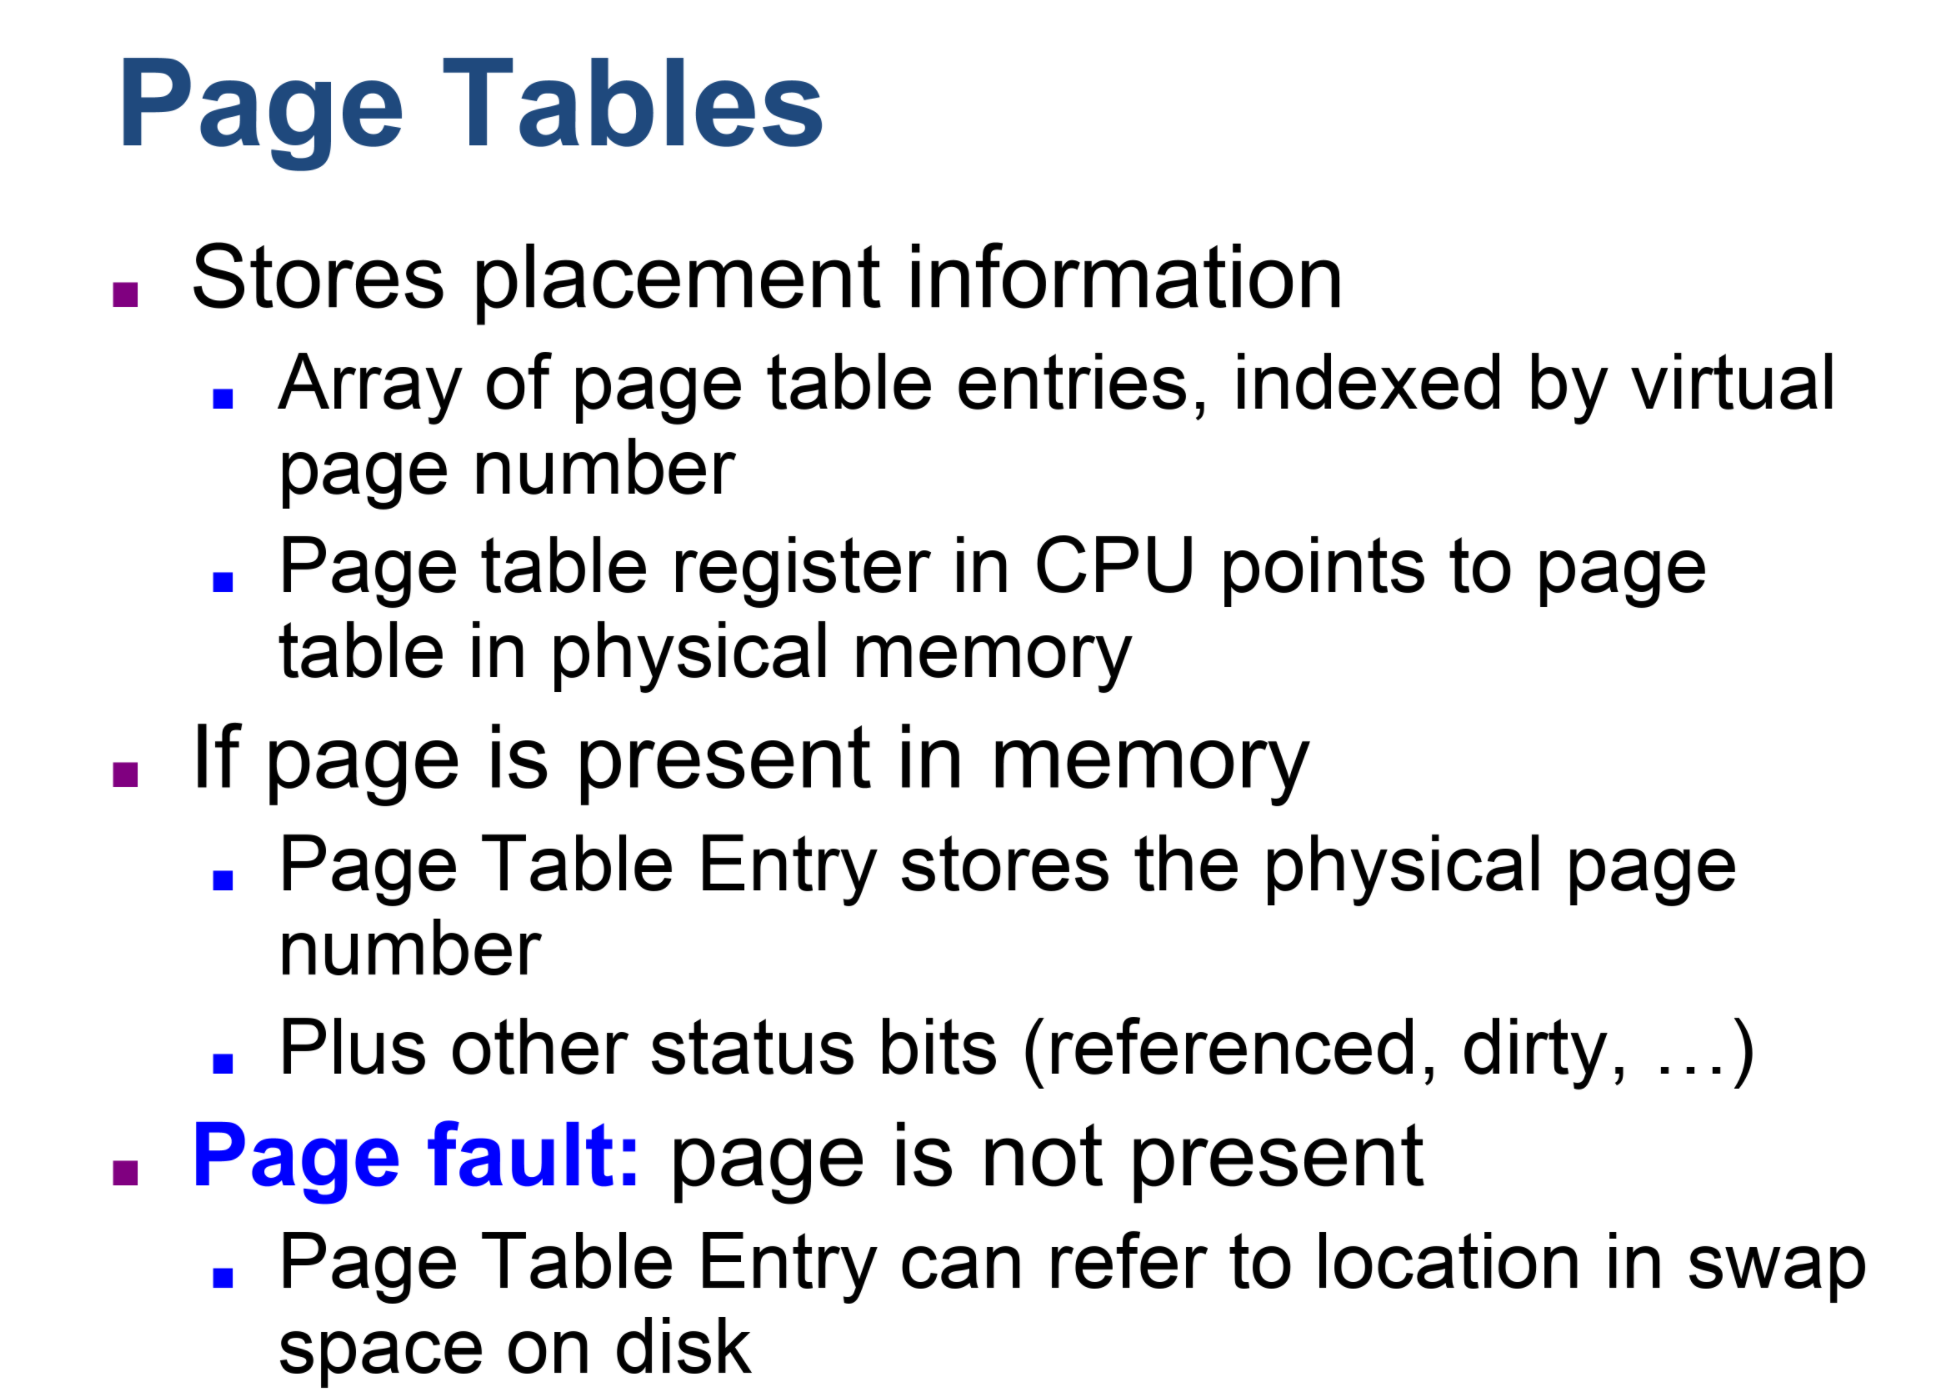 Page Tables
Stores placement information
Array of page table entries, indexed by virtual
page number
Page table register in CPU points to page
table in physical memory
If page is present in memory
Page Table Entry stores the physical page
number
Plus other status bits (referenced, dirty, …)
Page fault: page is not present
Page Table Entry can refer to location in swap
space on disk